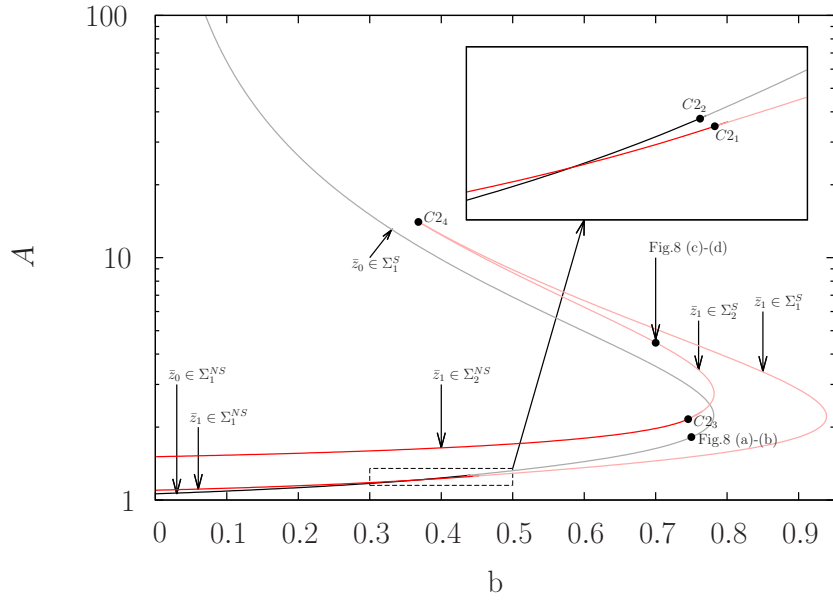 100
C2₂
C2₁
C2₄
Fig.8 (c)-(d)
z̄₀ ∈ Σ₁^S
A
10
z̄₁ ∈ Σ₂^S
z̄₁ ∈ Σ₁^S
z̄₀ ∈ Σ₁^{NS}
z̄₁ ∈ Σ₂^{NS}
z̄₁ ∈ Σ₁^{NS}
C2₃
Fig.8 (a)-(b)
1
0 0.1 0.2 0.3 0.4 0.5 0.6 0.7 0.8 0.9
b